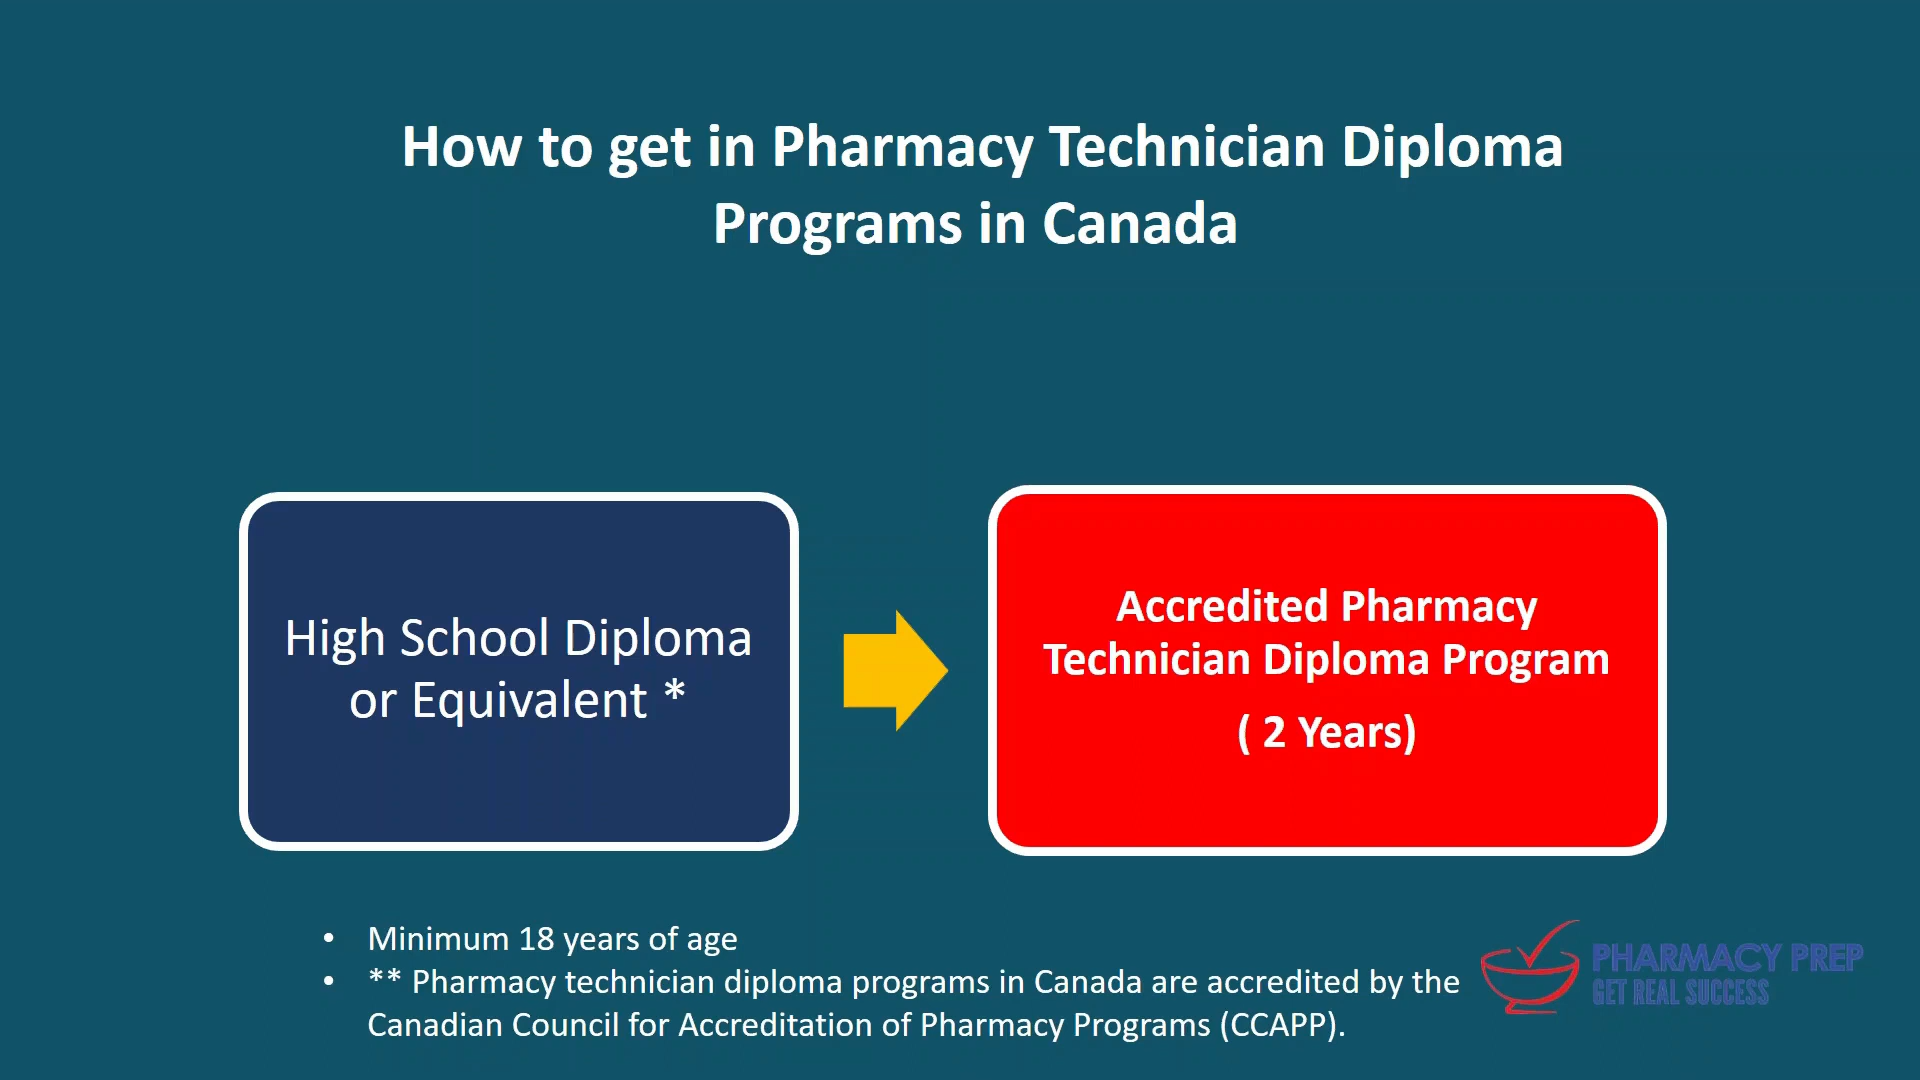 How to get in Pharmacy Technician Diploma
Programs in Canada
High School Diploma
or Equivalent *
Accredited Pharmacy
Technician Diploma Program
( 2 Years)
• Minimum 18 years of age
• ** Pharmacy technician diploma programs in Canada are accredited by the
Canadian Council for Accreditation of Pharmacy Programs (CCAPP).
PHARMACY PREP
GET REAL SUCCESS